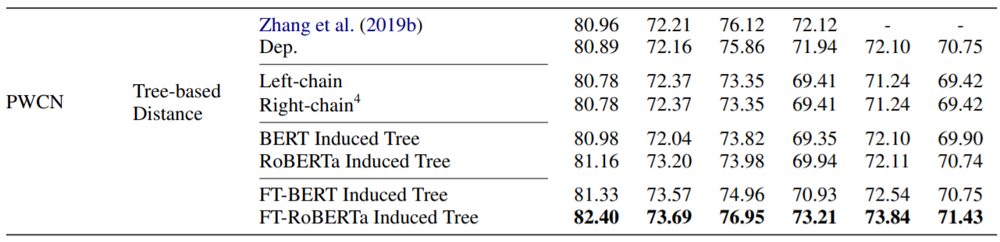 Zhang et al. (2019b) 80.96 72.21 76.12 72.12 - -
Dep. 80.89 72.16 75.86 71.94 72.10 70.75
Left-chain 80.78 72.37 73.35 69.41 71.24 69.42
PWCN Tree-based Distance Right-chain4 80.78 72.37 73.35 69.41 71.24 69.42
BERT Induced Tree 80.98 72.04 73.82 69.35 72.10 69.90
RoBERTa Induced Tree 81.16 73.20 73.98 69.94 72.11 70.74
FT-BERT Induced Tree 81.33 73.57 74.96 70.93 72.54 70.75
FT-RoBERTa Induced Tree 82.40 73.69 76.95 73.21 73.84 71.43